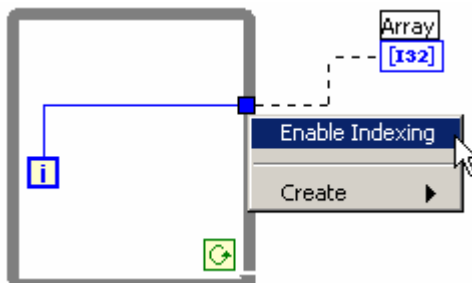 Array
[I32]
Enable Indexing
i
Create